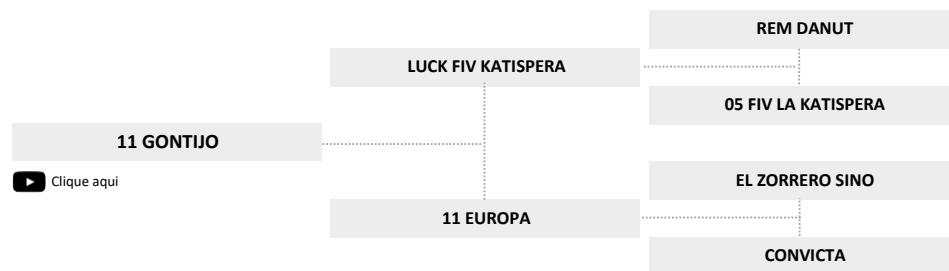 REM DANUT
LUCK FIV KATISPERA
05 FIV LA KATISPERA
11 GONTIJO
Clique aqui
EL ZORRERO SINO
11 EUROPA
CONVICTA